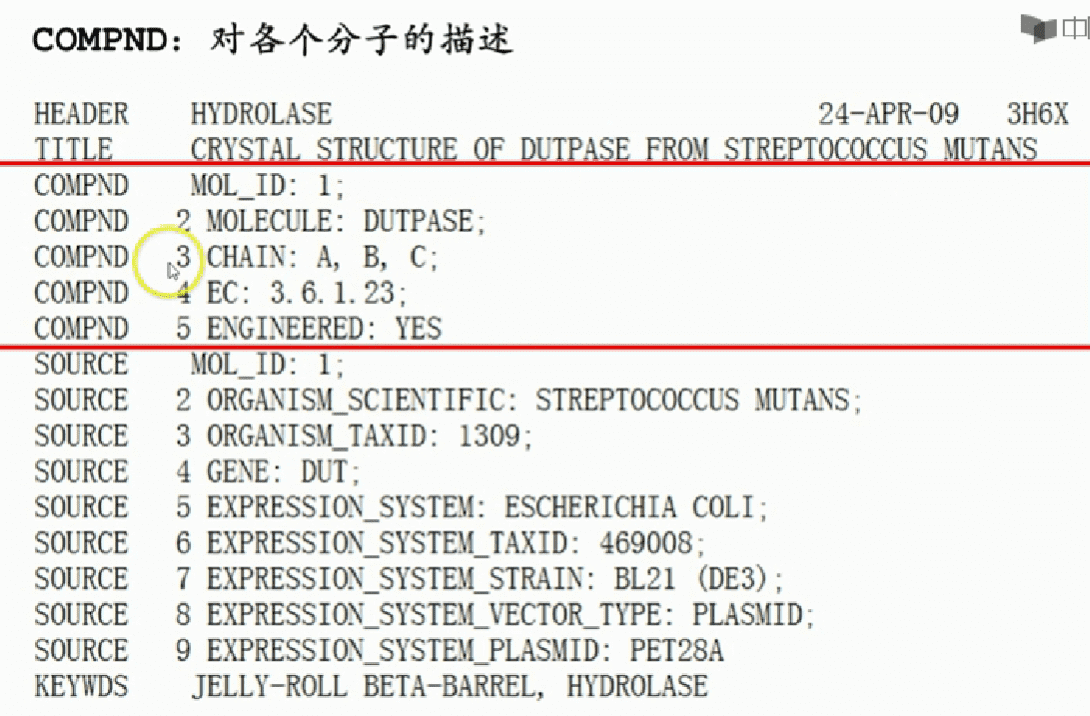 COMPND: 对各个分子的描述
中
HEADER HYDROLASE 24-APR-09 3H6X
TITLE CRYSTAL STRUCTURE OF DUTPASE FROM STREPTOCOCCUS MUTANS
COMPND MOL_ID: 1;
COMPND 2 MOLECULE: DUTPASE;
COMPND 3 CHAIN: A, B, C;
COMPND 4 EC: 3.6.1.23;
COMPND 5 ENGINEERED: YES
SOURCE MOL_ID: 1;
SOURCE 2 ORGANISM_SCIENTIFIC: STREPTOCOCCUS MUTANS;
SOURCE 3 ORGANISM_TAXID: 1309;
SOURCE 4 GENE: DUT;
SOURCE 5 EXPRESSION_SYSTEM: ESCHERICHIA COLI;
SOURCE 6 EXPRESSION_SYSTEM_TAXID: 469008;
SOURCE 7 EXPRESSION_SYSTEM_STRAIN: BL21 (DE3);
SOURCE 8 EXPRESSION_SYSTEM_VECTOR_TYPE: PLASMID;
SOURCE 9 EXPRESSION_SYSTEM_PLASMID: PET28A
KEYWDS JELLY-ROLL BETA-BARREL, HYDROLASE